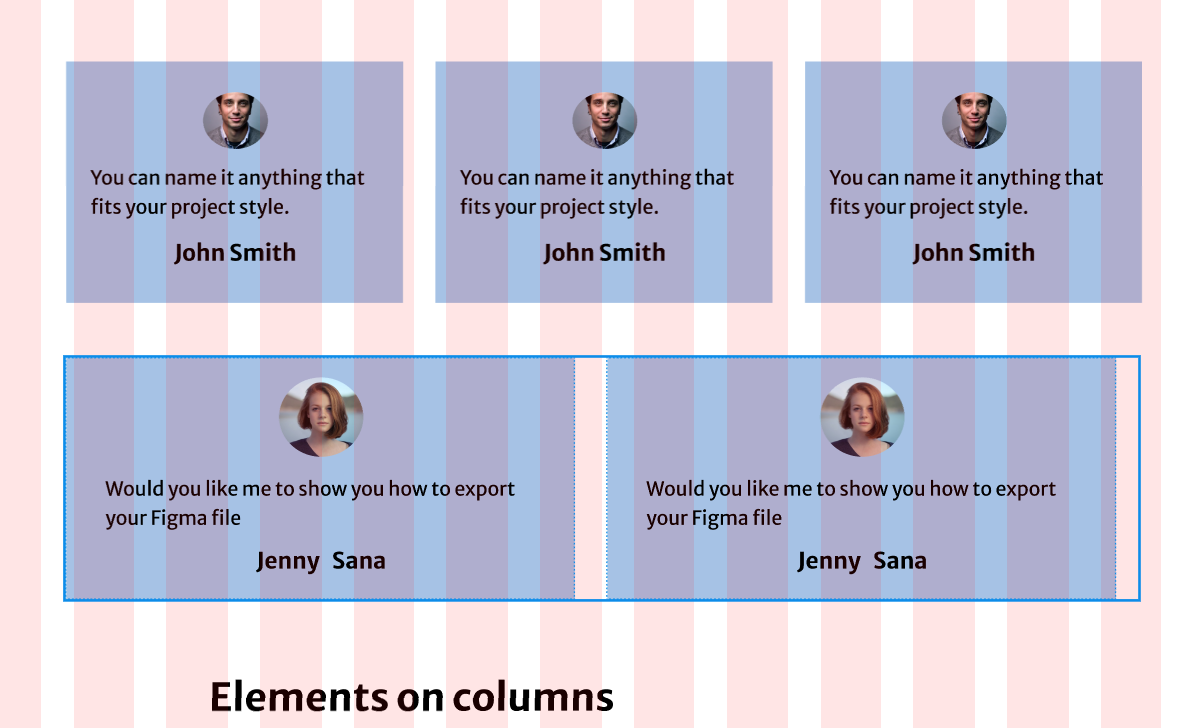 You can name it anything that
fits your project style.
John Smith
You can name it anything that
fits your project style.
John Smith
You can name it anything that
fits your project style.
John Smith
Would you like me to show you how to export
your Figma file
Jenny Sana
Would you like me to show you how to export
your Figma file
Jenny Sana
Elements on columns